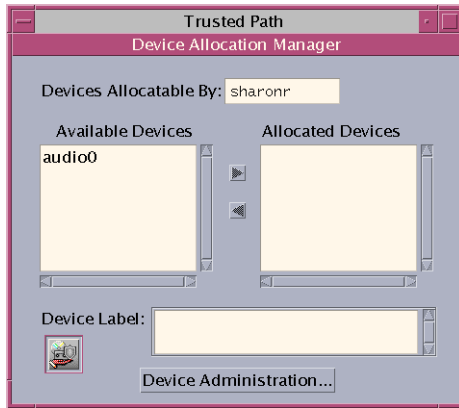 Trusted Path
Device Allocation Manager
Devices Allocatable By: sharonr
Available Devices
Allocated Devices
audio0
Device Label:
Device Administration...